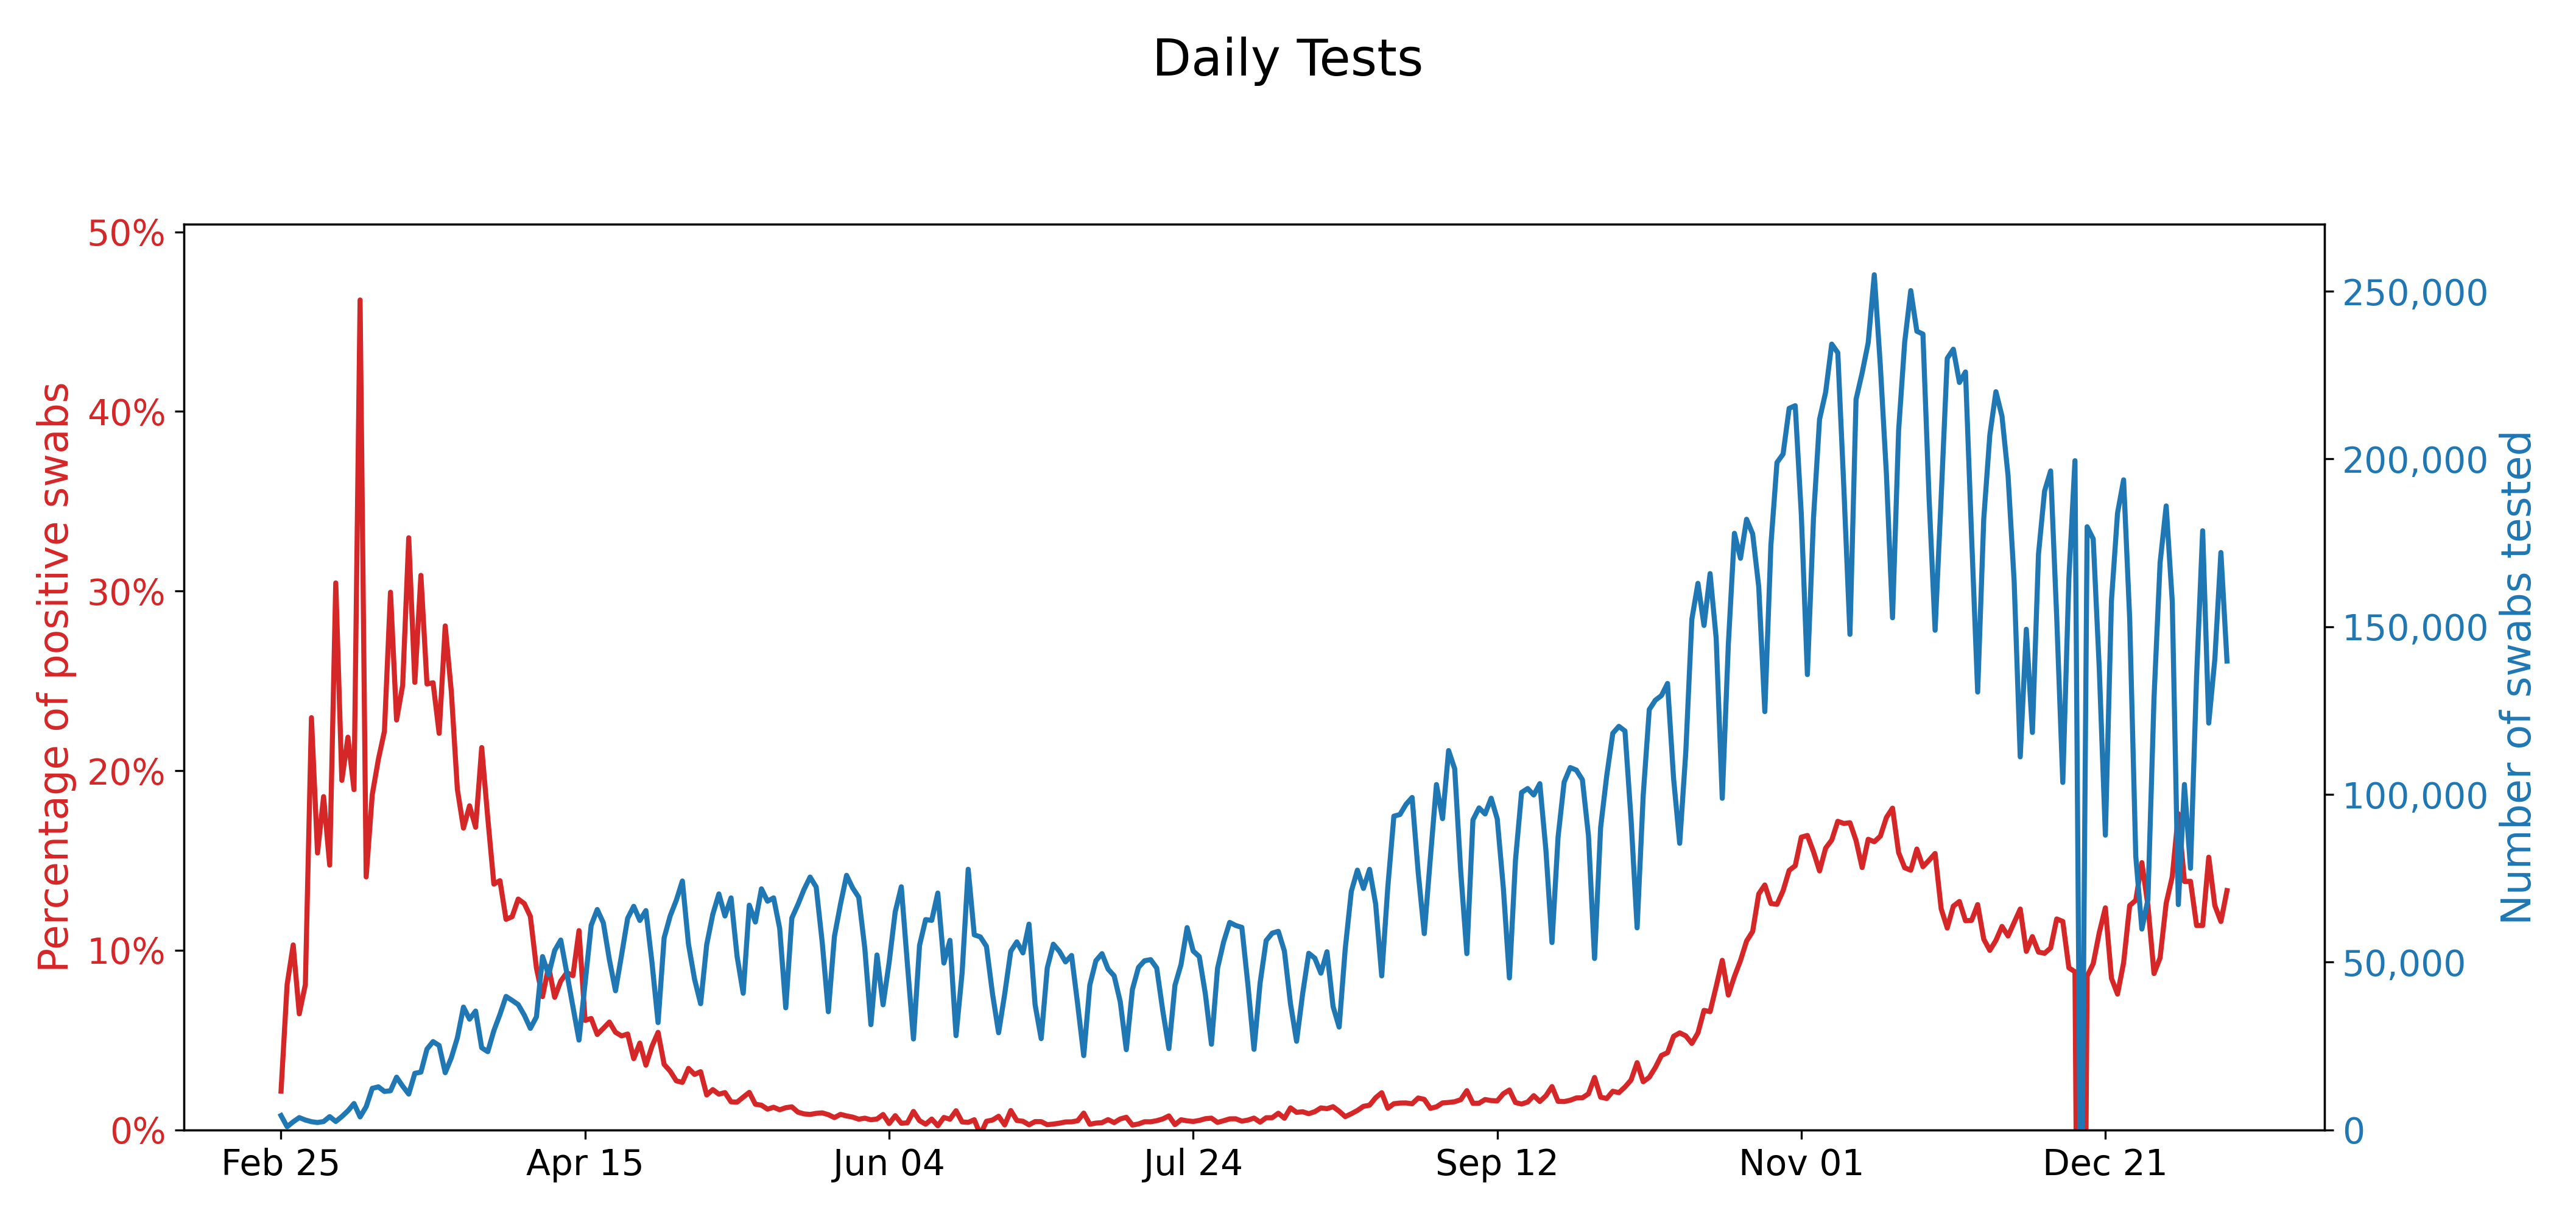 Daily Tests
Percentage of positive swabs
50%
40%
30%
20%
10%
0%
250,000
200,000
150,000
100,000
50,000
0
Number of swabs tested
Feb 25
Apr 15
Jun 04
Jul 24
Sep 12
Nov 01
Dec 21